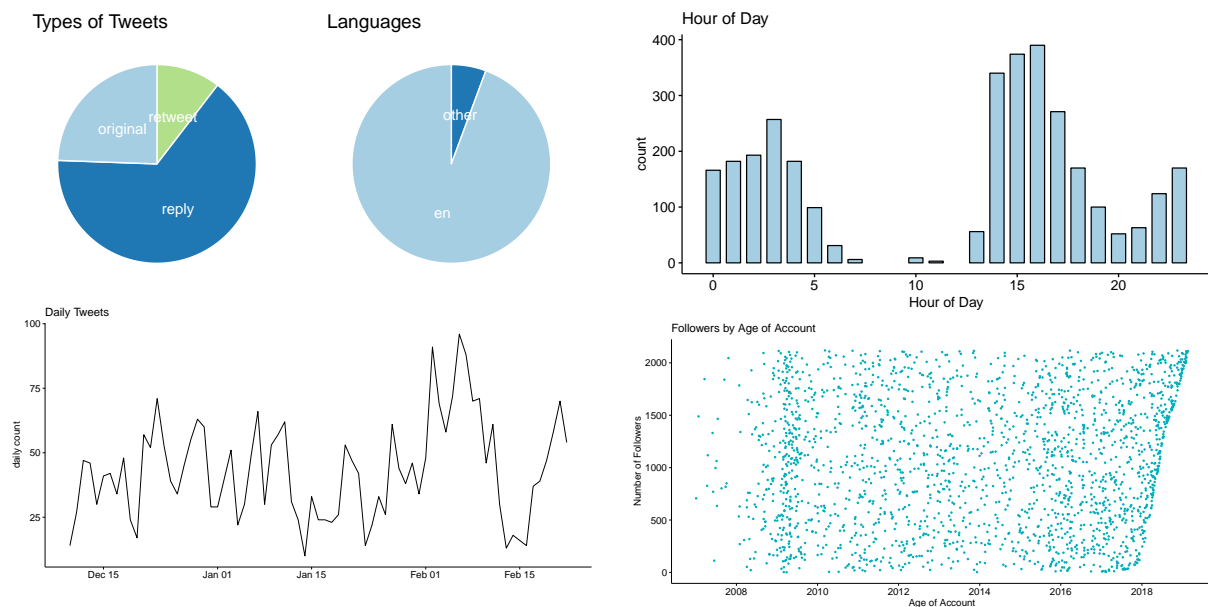 Types of Tweets
original
retweet
reply
Languages
other
en
Hour of Day
count
400
300
200
100
0
0 5 10 15 20
Hour of Day
Daily Tweets
daily count
100
75
50
25
Dec 15 Jan 01 Jan 15 Feb 01 Feb 15
Followers by Age of Account
Number of Followers
2000
1500
1000
500
0
2008 2010 2012 2014 2016 2018
Age of Account